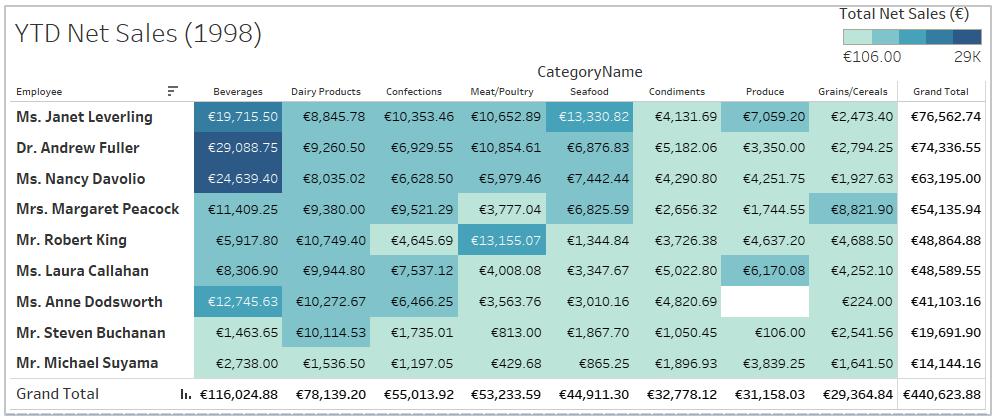 Total Net Sales (€)
YTD Net Sales (1998)
€106.00 29K
CategoryName
Employee Beverages Dairy Products Confections Meat/Poultry Seafood Condiments Produce Grains/Cereals Grand Total
Ms. Janet Leverling €19,715.50 €8,845.78 €10,353.46 €10,652.89 €13,330.82 €4,131.69 €7,059.20 €2,473.40 €76,562.74
Dr. Andrew Fuller €29,088.75 €9,260.50 €6,929.55 €10,854.61 €6,876.83 €5,182.06 €3,350.00 €2,794.25 €74,336.55
Ms. Nancy Davolio €24,639.40 €8,035.02 €6,628.50 €5,979.46 €7,442.44 €4,290.80 €4,251.75 €1,927.63 €63,195.00
Mrs. Margaret Peacock €11,409.25 €9,380.00 €9,521.29 €3,777.04 €6,825.59 €2,656.32 €1,744.55 €8,821.90 €54,135.94
Mr. Robert King €5,917.80 €10,749.40 €4,645.69 €13,155.07 €1,344.84 €3,726.38 €4,637.20 €4,688.50 €48,864.88
Ms. Laura Callahan €8,306.90 €9,944.80 €7,537.12 €4,008.08 €3,347.67 €5,022.80 €6,170.08 €4,252.10 €48,589.55
Ms. Anne Dodsworth €12,745.63 €10,272.67 €6,466.25 €3,563.76 €3,010.16 €4,820.69 €224.00 €41,103.16
Mr. Steven Buchanan €1,463.65 €10,114.53 €1,735.01 €813.00 €1,867.70 €1,050.45 €106.00 €2,541.56 €19,691.90
Mr. Michael Suyama €2,738.00 €1,536.50 €1,197.05 €429.68 €865.25 €1,896.93 €3,839.25 €1,641.50 €14,144.16
Grand Total €116,024.88 €78,139.20 €55,013.92 €53,233.59 €44,911.30 €32,778.12 €31,158.03 €29,364.84 €440,623.88